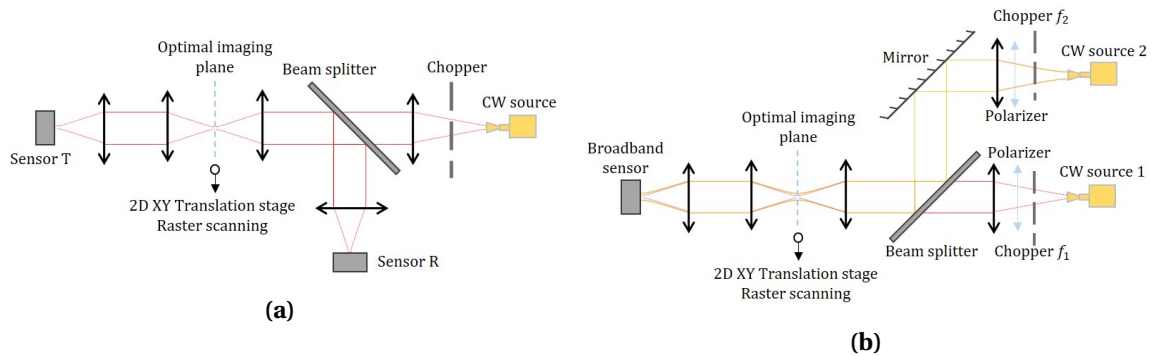 Optimal imaging
plane
Beam splitter
Chopper
CW source
Sensor T
2D XY Translation stage
Raster scanning
Sensor R
(a)
Chopper f2
CW source 2
Mirror
Polarizer
Optimal imaging
plane
Broadband
sensor
Polarizer
CW source 1
Beam splitter
Chopper f1
2D XY Translation stage
Raster scanning
(b)